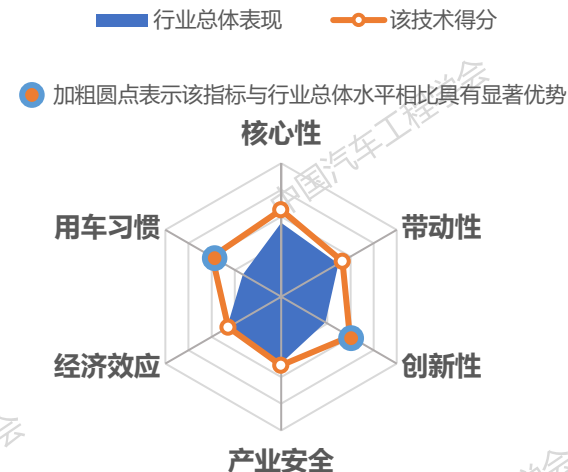 行业总体表现 该技术得分
加粗圆点表示该指标与行业总体水平相比具有显著优势
核心性
中国汽车工程学会
用车习惯 带动性
经济效应 创新性
产业安全
会
学会